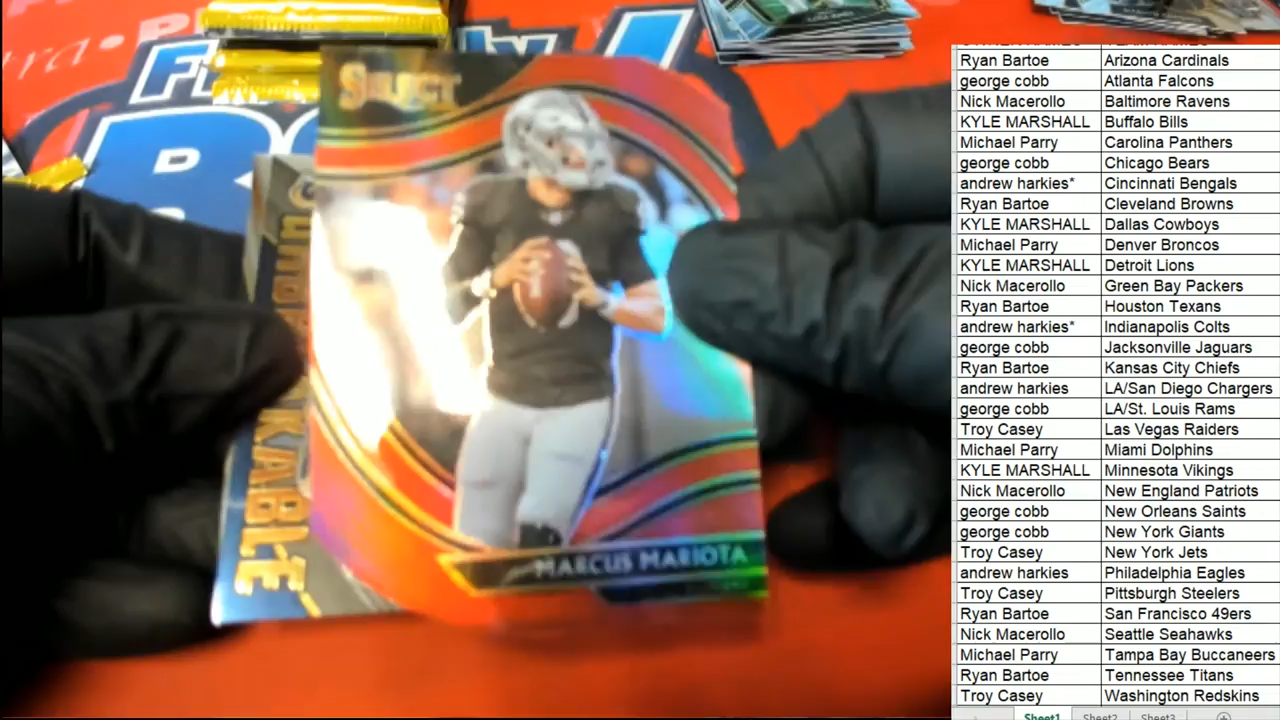 SELECT
MARCUS MARIOTA
Ryan Bartoe Arizona Cardinals
george cobb Atlanta Falcons
Nick Macerollo Baltimore Ravens
KYLE MARSHALL Buffalo Bills
Michael Parry Carolina Panthers
george cobb Chicago Bears
andrew harkies* Cincinnati Bengals
Ryan Bartoe Cleveland Browns
KYLE MARSHALL Dallas Cowboys
Michael Parry Denver Broncos
KYLE MARSHALL Detroit Lions
Nick Macerollo Green Bay Packers
Ryan Bartoe Houston Texans
andrew harkies* Indianapolis Colts
george cobb Jacksonville Jaguars
Ryan Bartoe Kansas City Chiefs
andrew harkies LA/San Diego Chargers
george cobb LA/St. Louis Rams
Troy Casey Las Vegas Raiders
Michael Parry Miami Dolphins
KYLE MARSHALL Minnesota Vikings
Nick Macerollo New England Patriots
george cobb New Orleans Saints
george cobb New York Giants
Troy Casey New York Jets
andrew harkies Philadelphia Eagles
Troy Casey Pittsburgh Steelers
Ryan Bartoe San Francisco 49ers
Nick Macerollo Seattle Seahawks
Michael Parry Tampa Bay Buccaneers
Ryan Bartoe Tennessee Titans
Troy Casey Washington Redskins
Sheet1 Sheet2 Sheet3